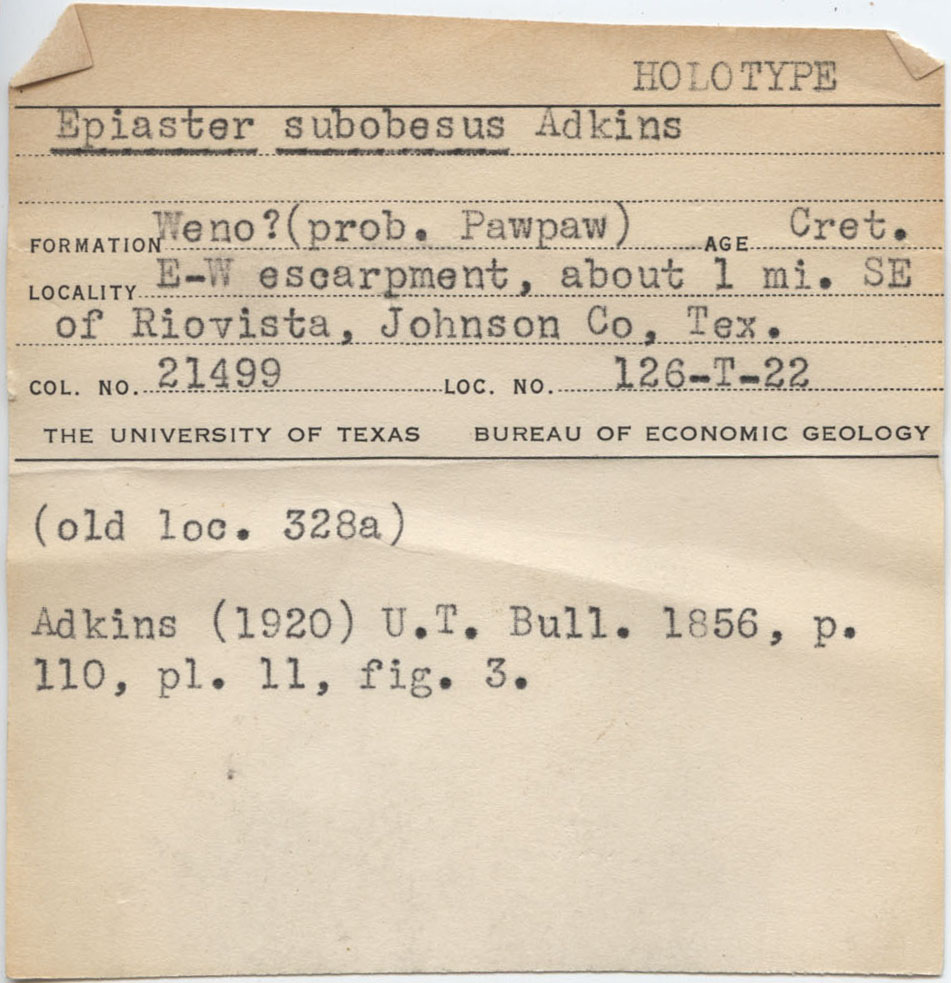 HOLOTYPE
Epiaster subobesus Adkins
FORMATION Weno?(prob. Pawpaw) AGE Cret.
LOCALITY E-W escarpment, about 1 mi. SE
of Riovista, Johnson Co, Tex.
COL. NO. 21499 LOC. NO. 126-T-22
THE UNIVERSITY OF TEXAS BUREAU OF ECONOMIC GEOLOGY
(old loc. 328a)
Adkins (1920) U.T. Bull. 1856, p.
110, pl. 11, fig. 3.